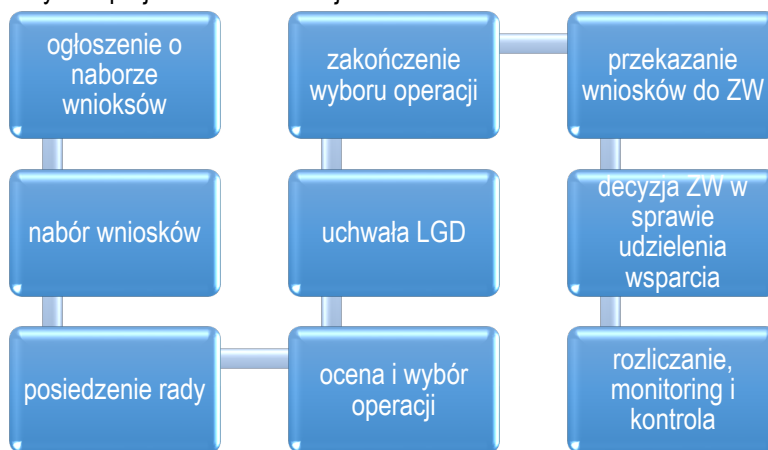 ogłoszenie o
naborze
wnioksów
nabór wniosków
posiedzenie rady
ocena i wybór
operacji
uchwała LGD
zakończenie
wyboru operacji
przekazanie
wniosków do ZW
decyzja ZW w
sprawie
udzielenia
wsparcia
rozliczanie,
monitoring i
kontrola